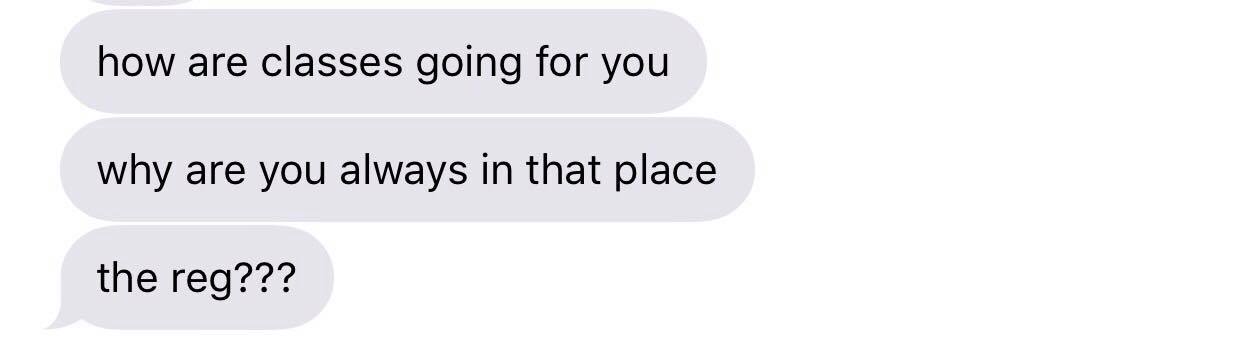 how are classes going for you
why are you always in that place
the reg???